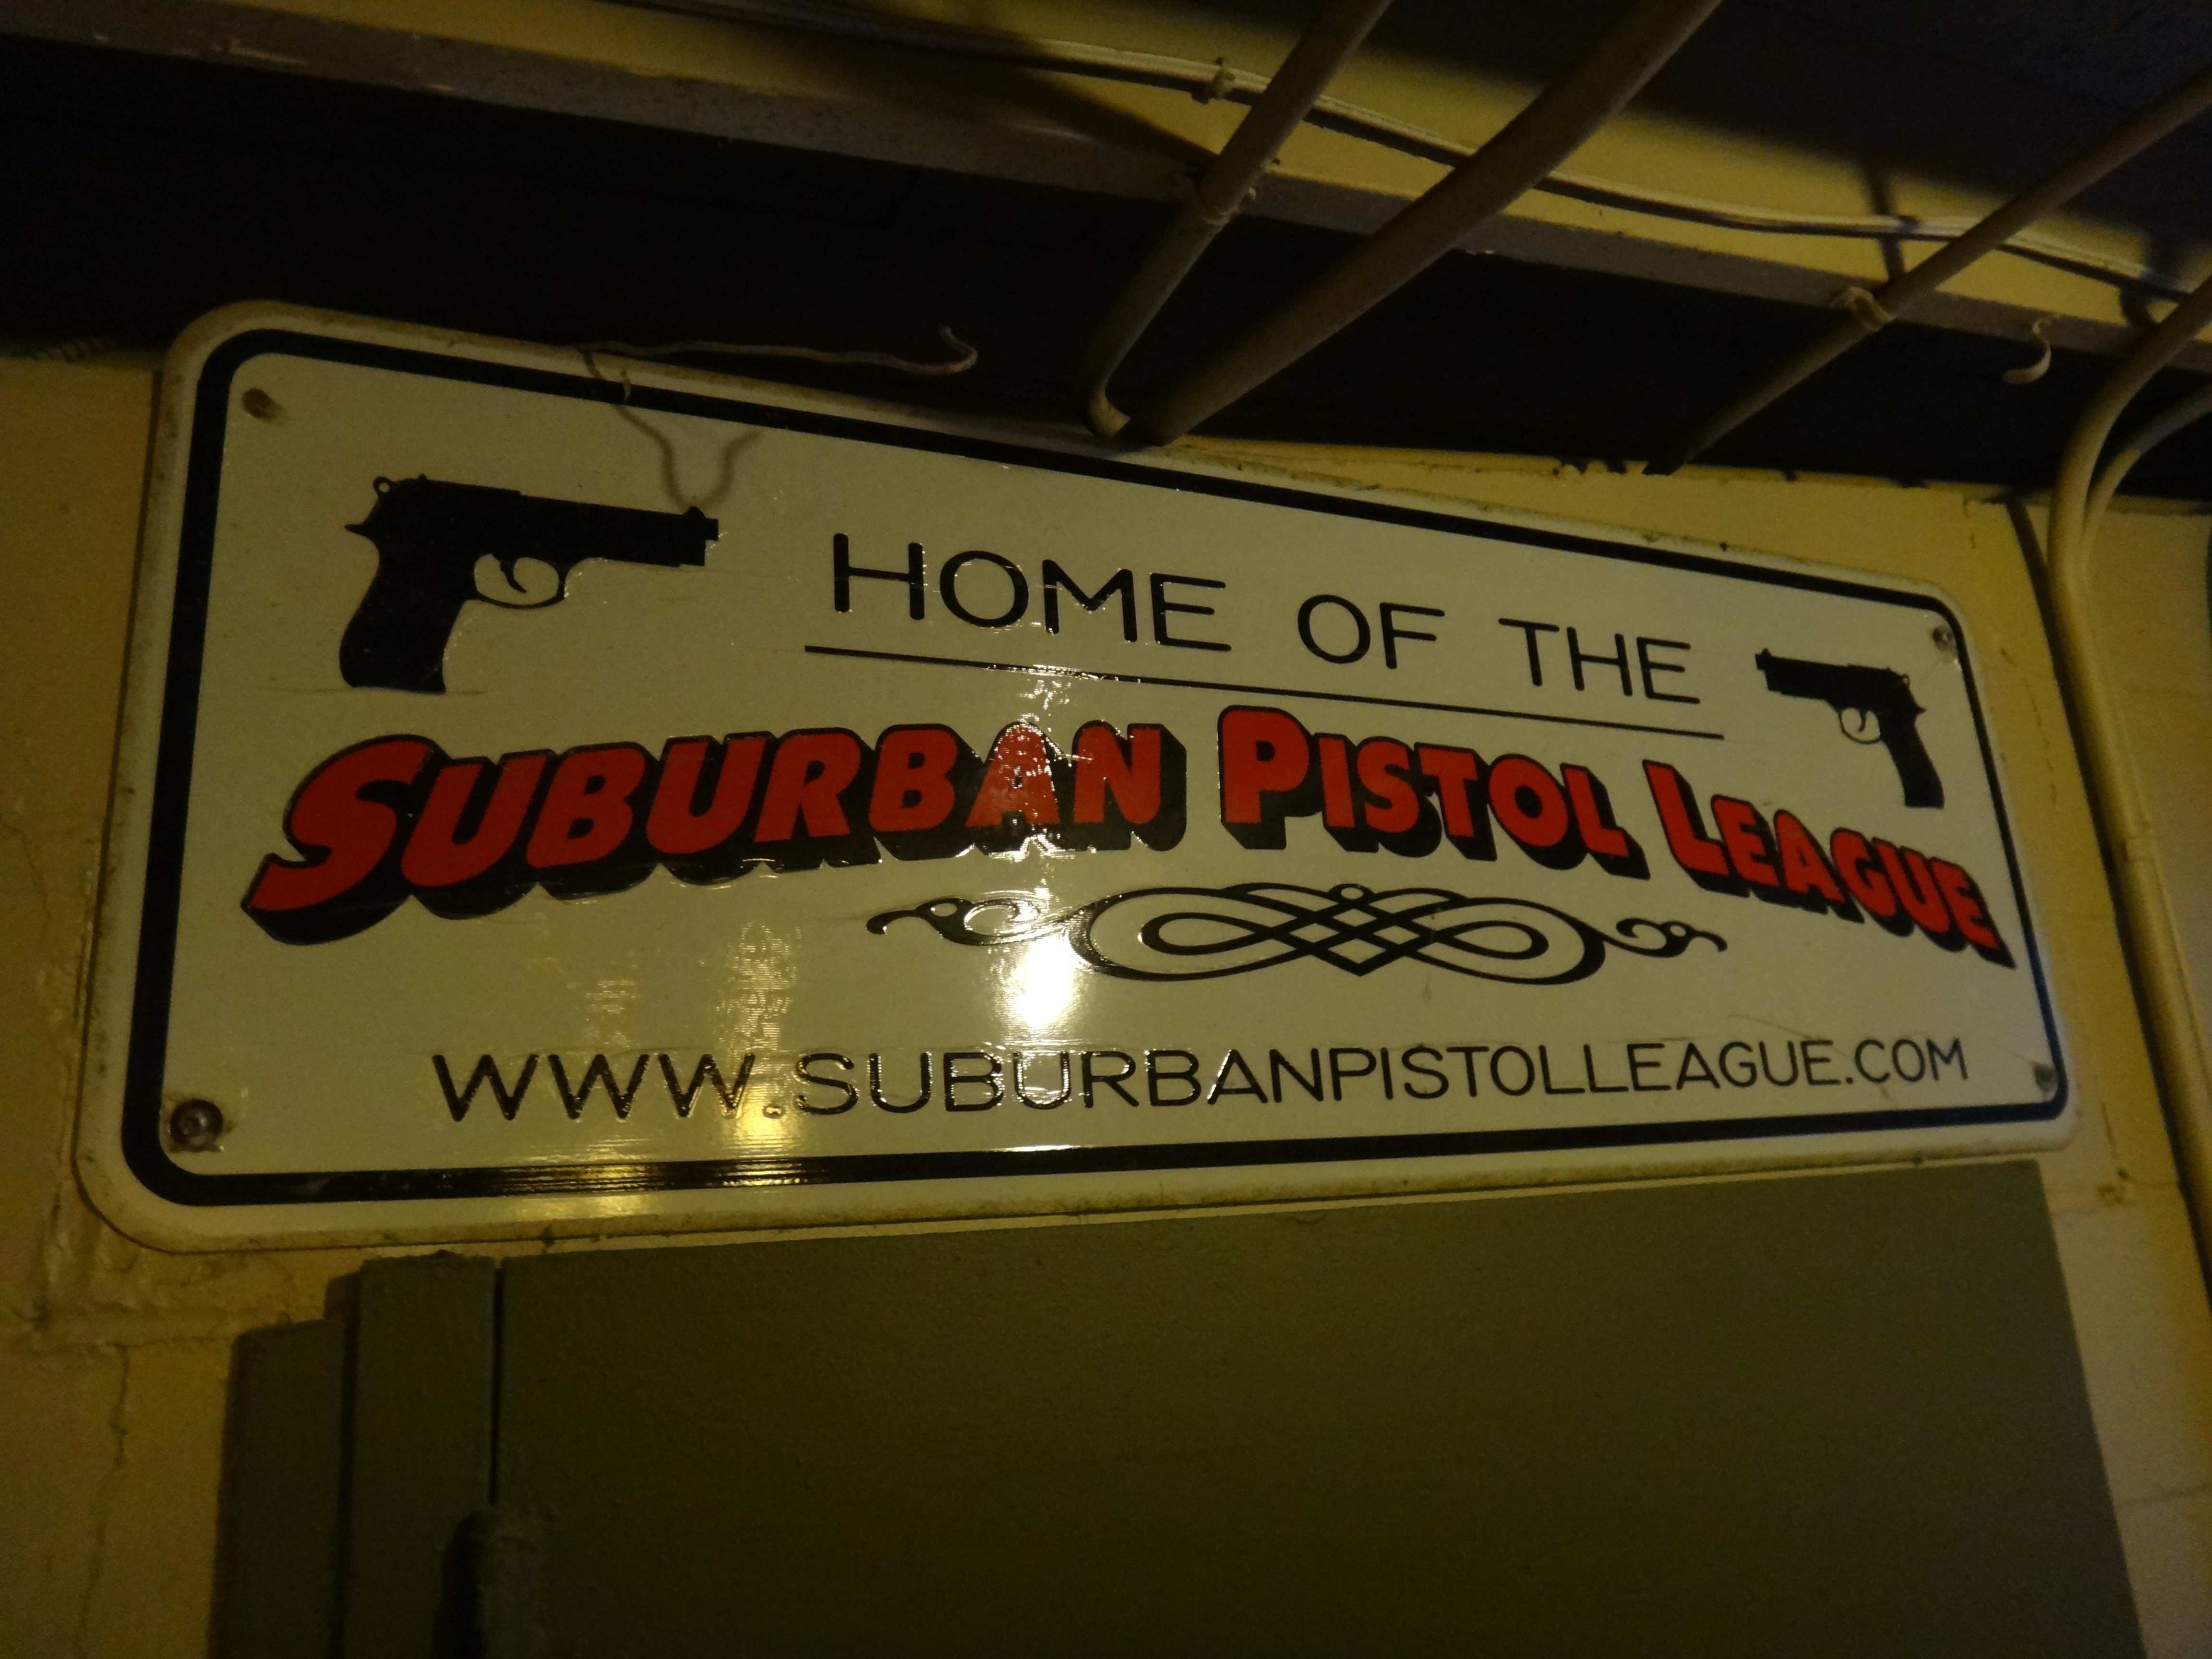 HOME OF THE
SUBURBAN PISTOL LEAGUE
WWW.SUBURBANPISTOLLEAGUE.COM